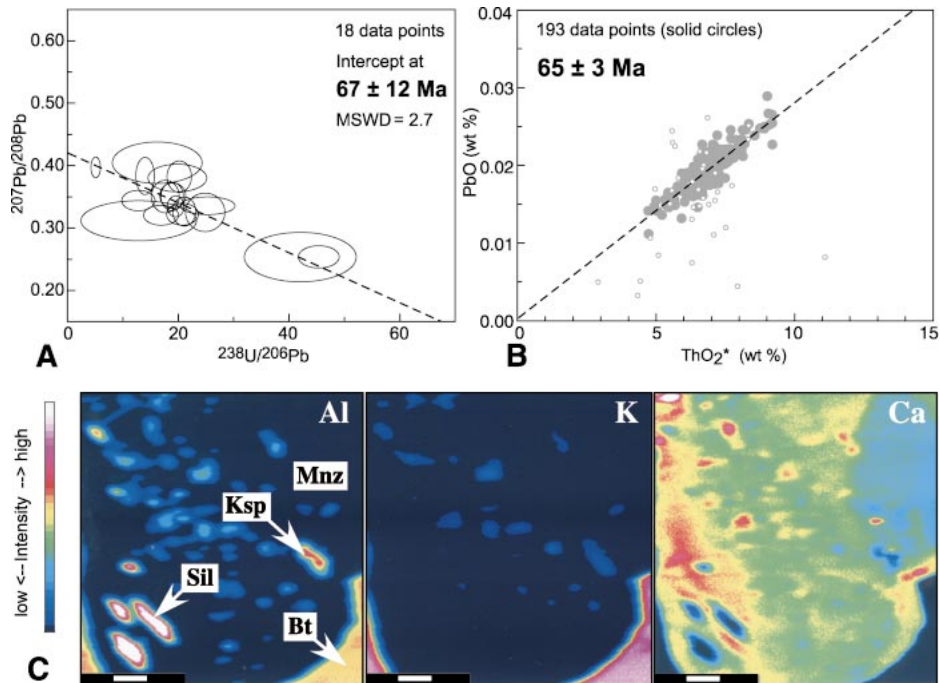 0.60
0.50
0.40
0.30
0.20
0
20
40
60
18 data points
Intercept at
67 ± 12 Ma
MSWD = 2.7
207Pb/208Pb
238U/206Pb
A
0.04
0.03
0.02
0.01
0.00
0
5
10
15
193 data points (solid circles)
65 ± 3 Ma
PbO (wt %)
ThO2* (wt %)
B
low <-- Intensity --> high
Al
Mnz
Ksp
Sil
Bt
K
Ca
C